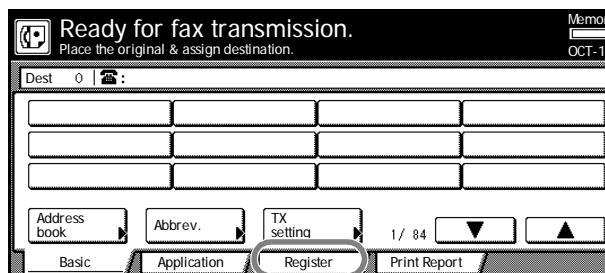 Ready for fax transmission.
Place the original & assign destination.
Memor
OCT-1
Dest 0 ☎:
Address book
Abbrev.
TX setting
1/ 84
Basic
Application
Register
Print Report